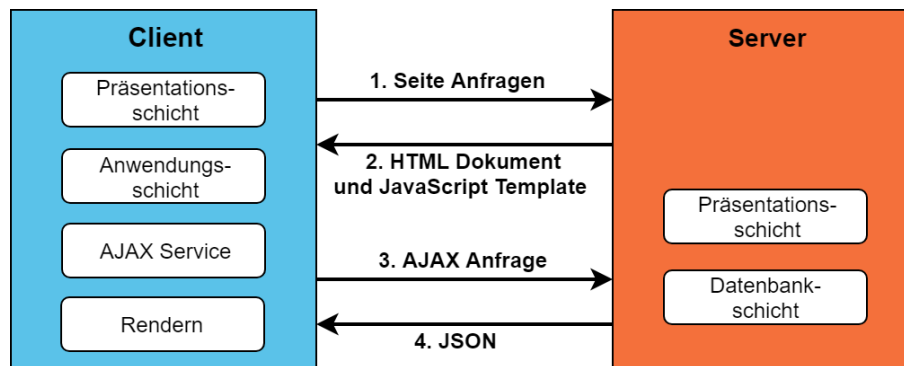 Client
Präsentations-
schicht
Anwendungs-
schicht
AJAX Service
Rendern
1. Seite Anfragen
2. HTML Dokument
und JavaScript Template
3. AJAX Anfrage
4. JSON
Server
Präsentations-
schicht
Datenbank-
schicht